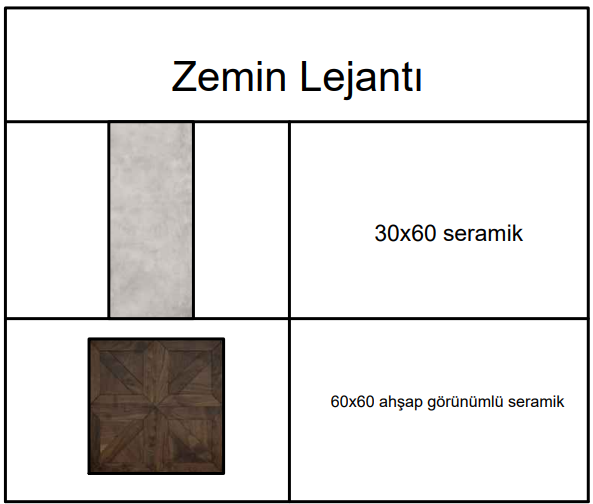 Zemin Lejantı
30x60 seramik
60x60 ahşap görünümlü seramik